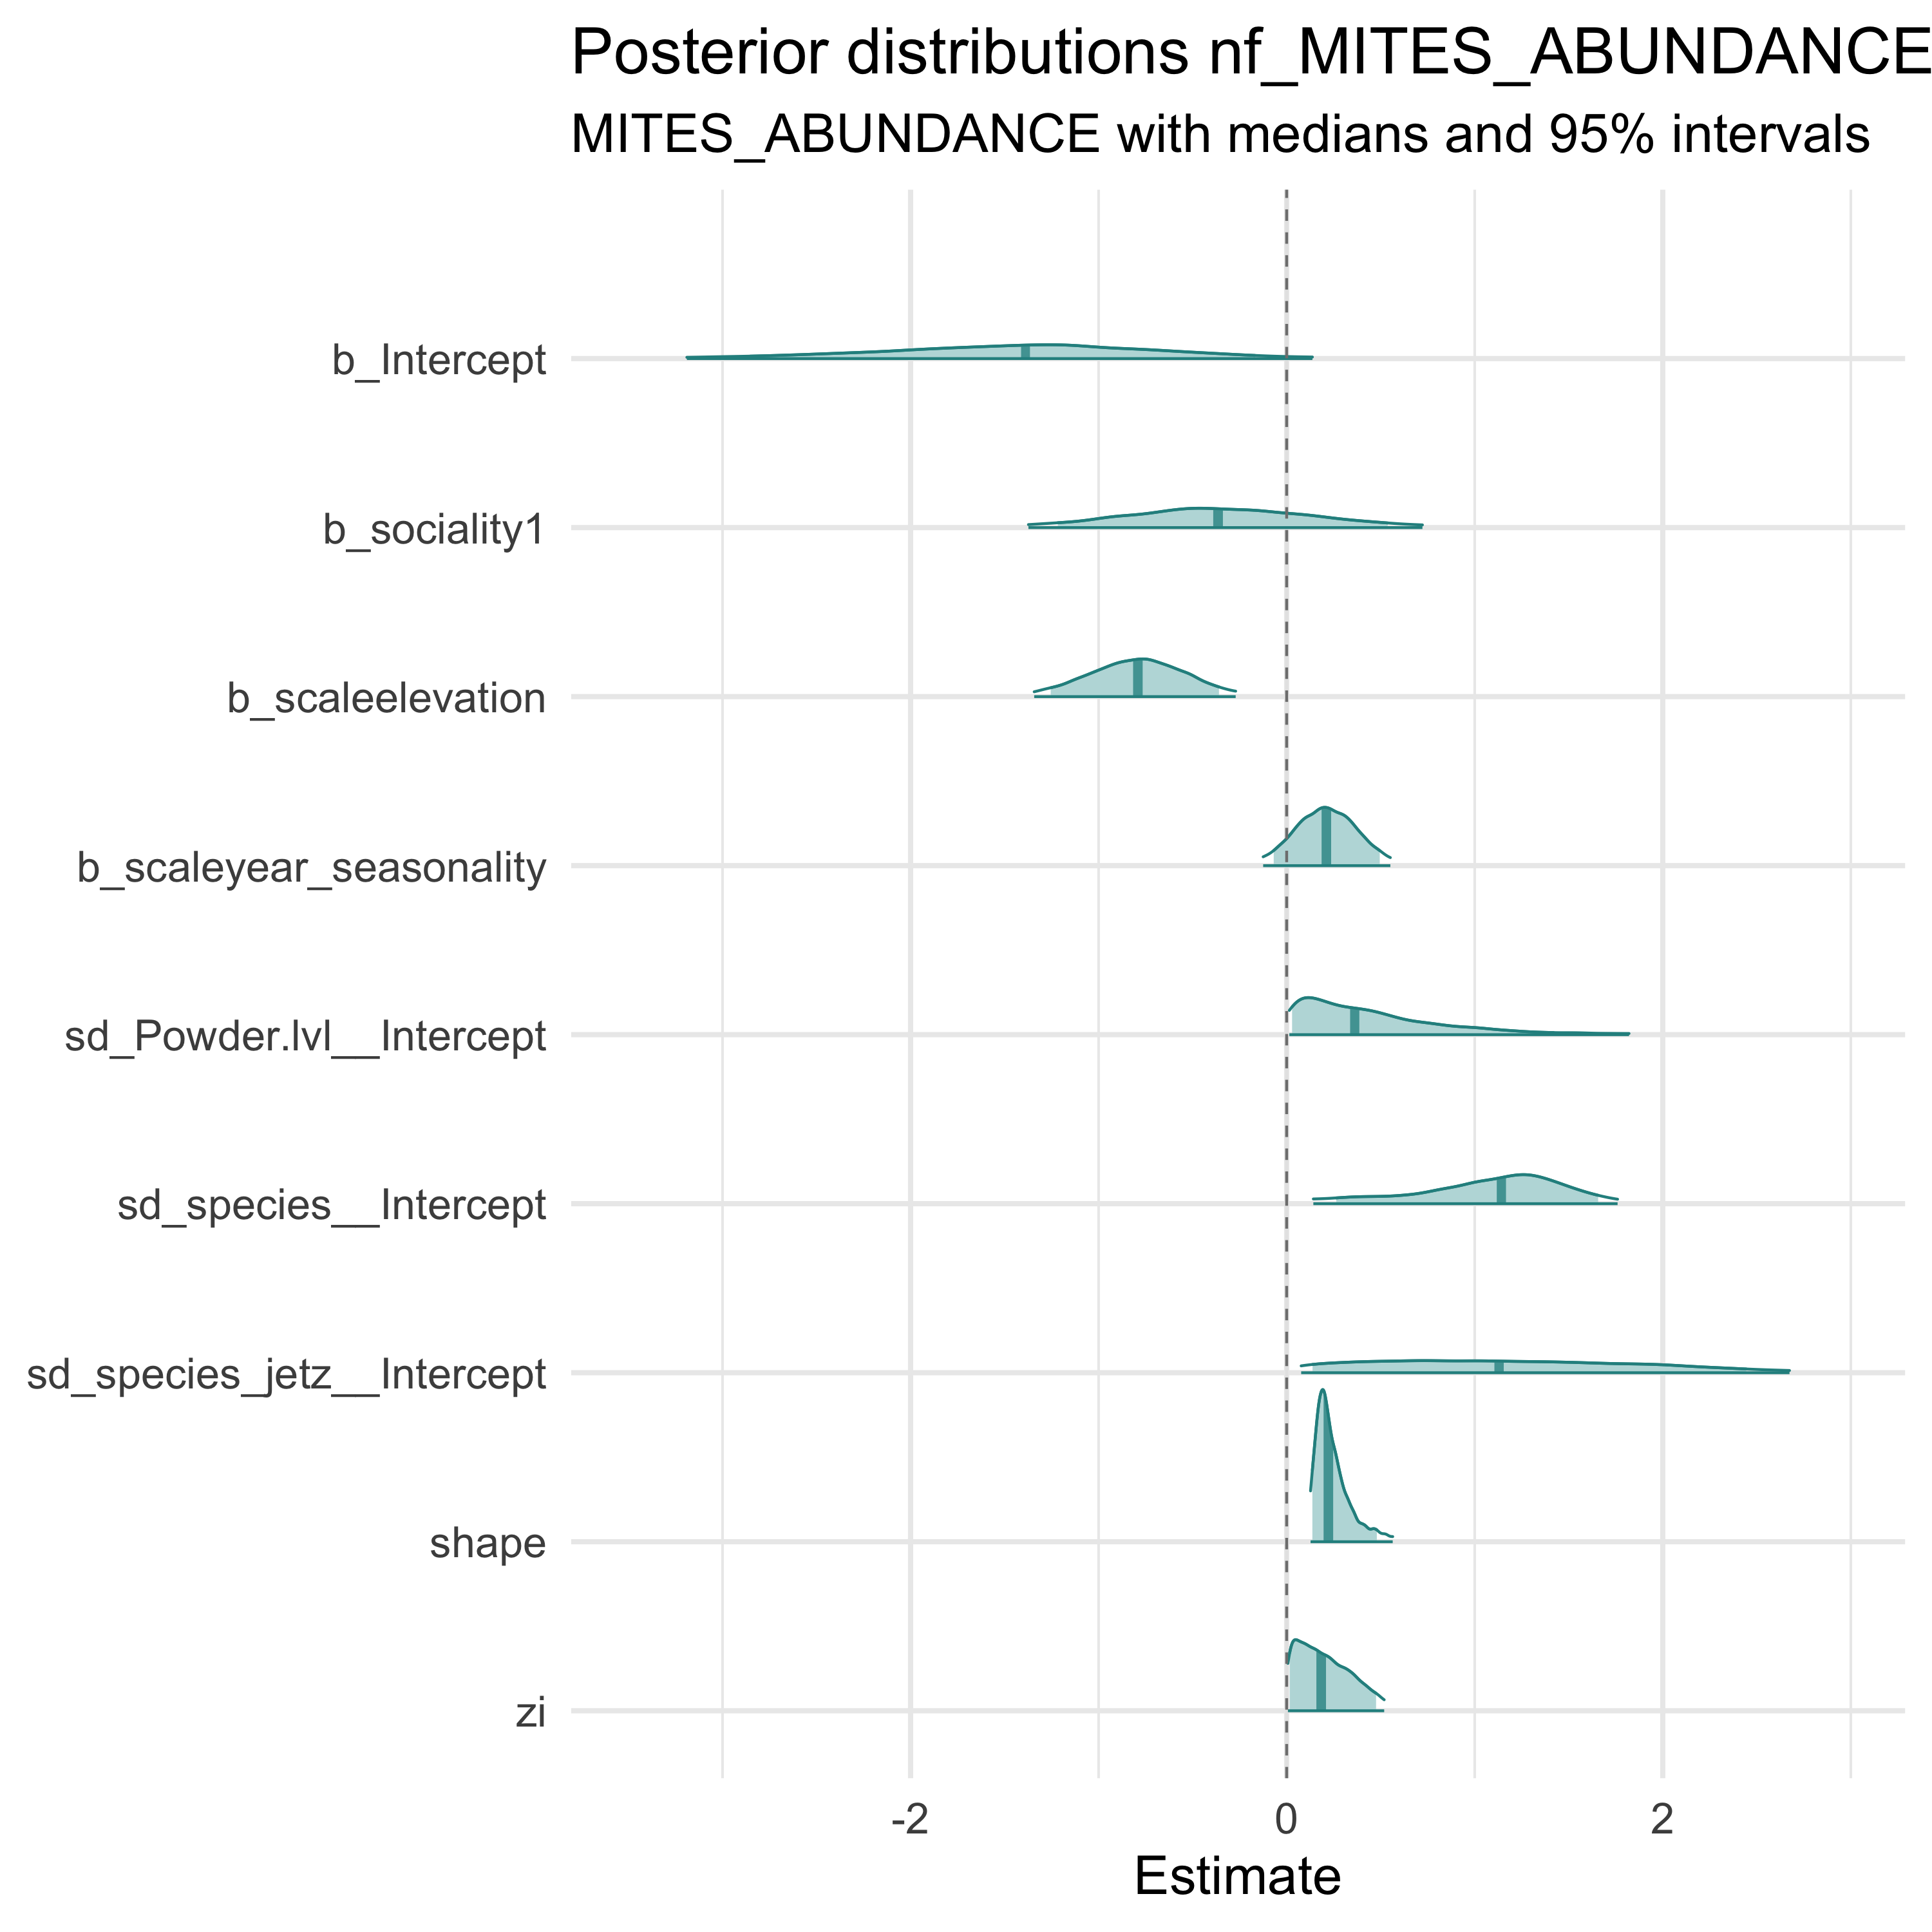 Posterior distributions nf_MITES_ABUNDANCE
MITES_ABUNDANCE with medians and 95% intervals
b_Intercept
b_sociality1
b_scaleelevation
b_scaleyear_seasonality
sd_Powder.lvl__Intercept
sd_species__Intercept
sd_species_jetz__Intercept
shape
zi
-2 0 2
Estimate